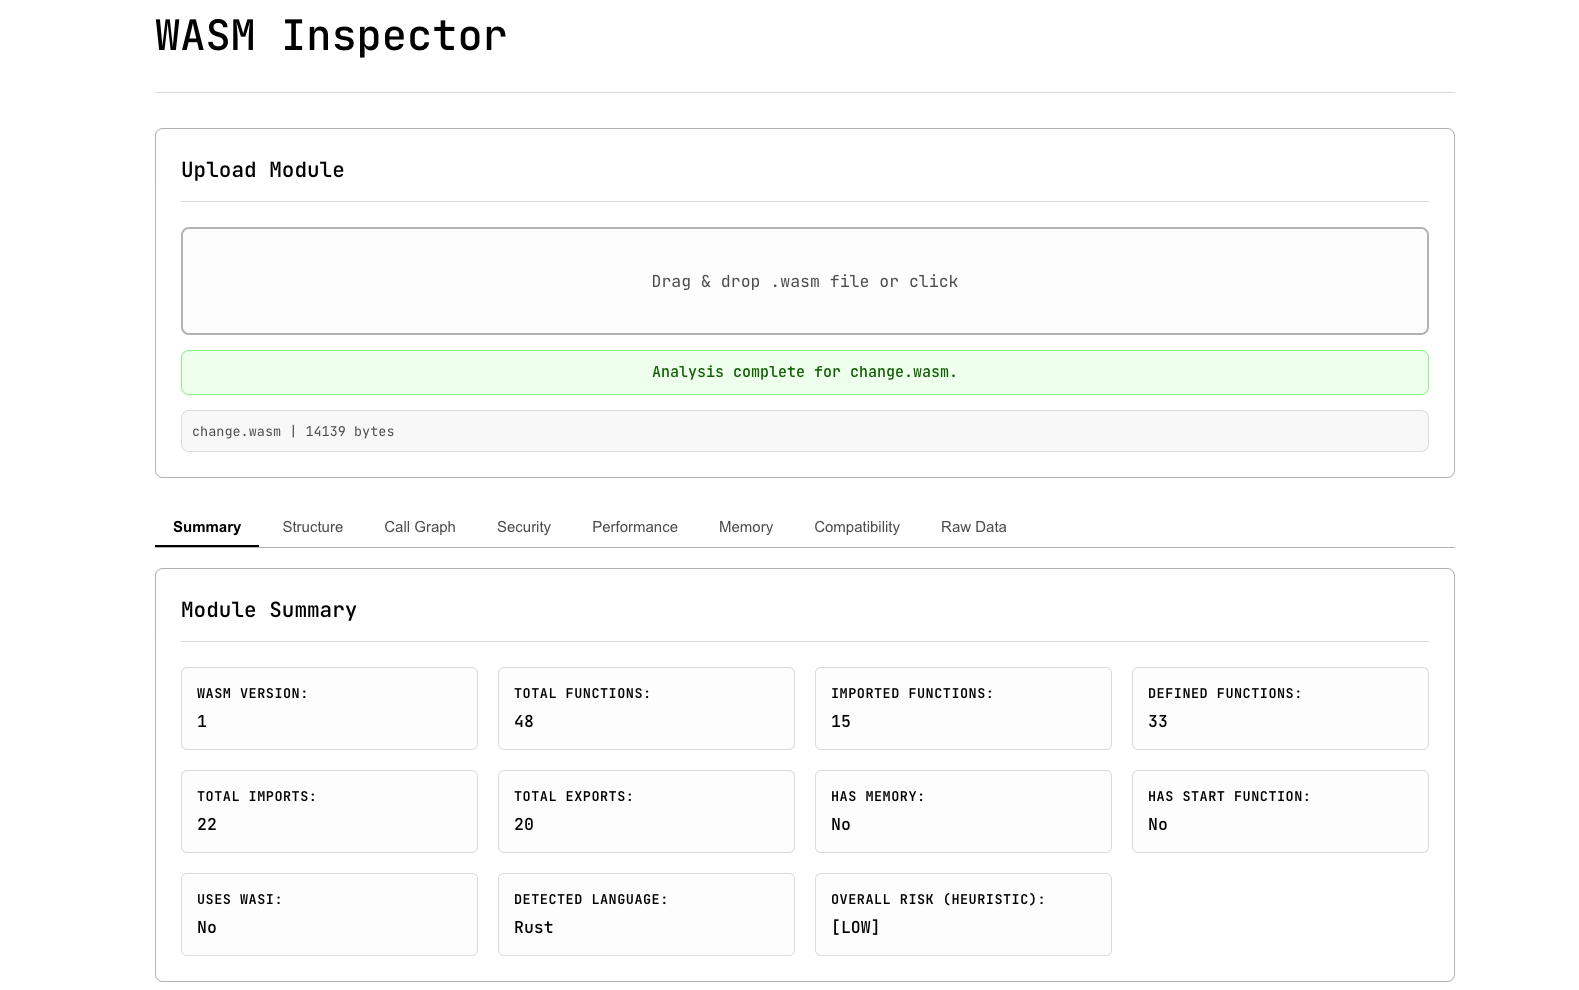 WASM Inspector
Upload Module
Drag & drop .wasm file or click
Analysis complete for change.wasm.
change.wasm | 14139 bytes
Summary Structure Call Graph Security Performance Memory Compatibility Raw Data
Module Summary
WASM VERSION: TOTAL FUNCTIONS: IMPORTED FUNCTIONS: DEFINED FUNCTIONS:
1 48 15 33
TOTAL IMPORTS: TOTAL EXPORTS: HAS MEMORY: HAS START FUNCTION:
22 20 No No
USES WASI: DETECTED LANGUAGE: OVERALL RISK (HEURISTIC):
No Rust [LOW]